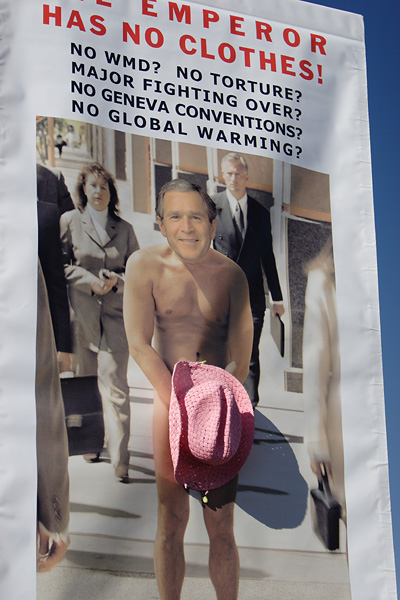 EMPEROR
HAS NO CLOTHES!
NO WMD? NO TORTURE?
MAJOR FIGHTING OVER?
NO GENEVA CONVENTIONS?
NO GLOBAL WARMING?